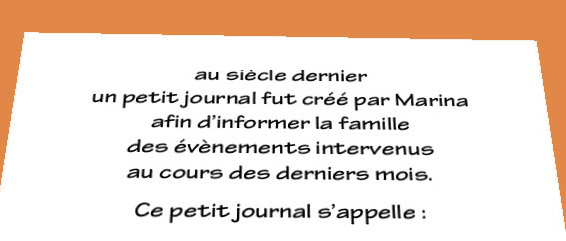 au siècle dernier
un petit journal fut créé par Marina
afin d'informer la famille
des évènements intervenus
au cours des derniers mois.
Ce petit journal s'appelle :